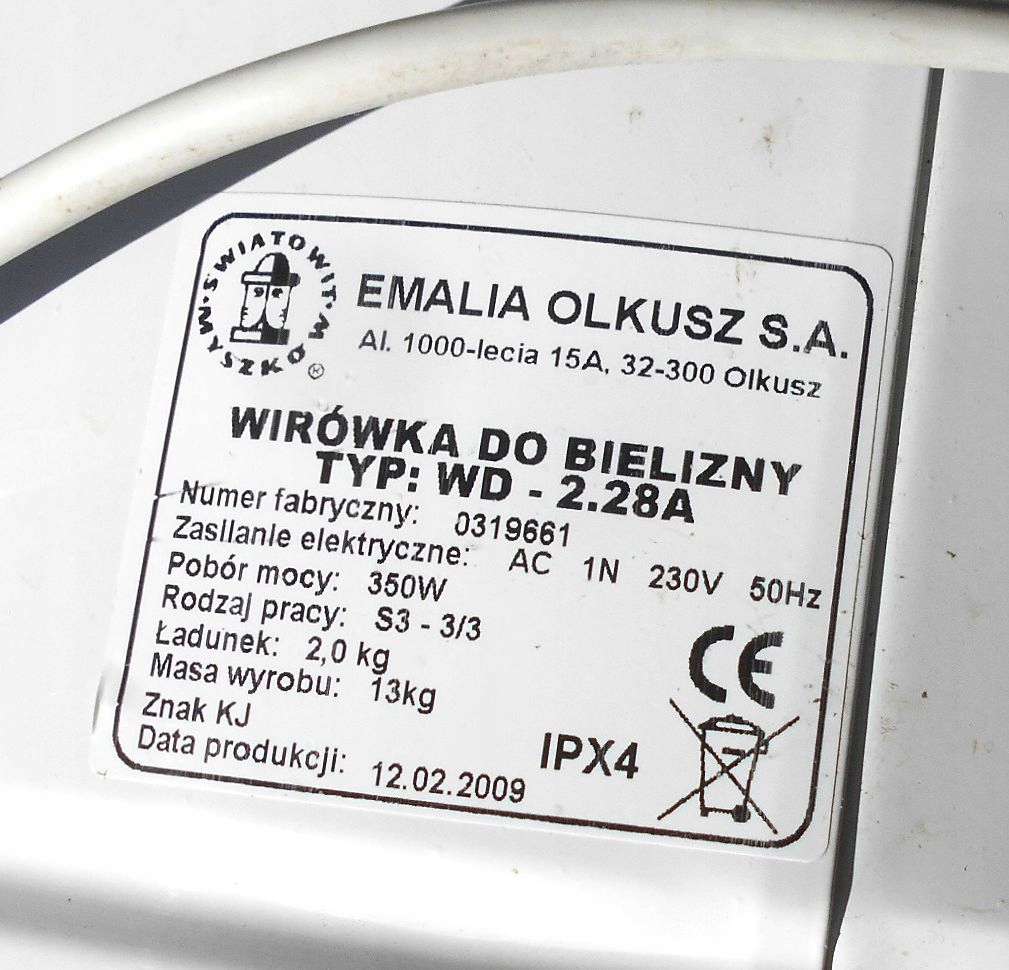 ŚWIATOWIT·MYSZKÓW·
®
EMALIA OLKUSZ S.A.
Al. 1000-lecia 15A, 32-300 Olkusz
WIRÓWKA DO BIELIZNY
TYP: WD - 2.28A
Numer fabryczny: 0319661
Zasilanie elektryczne: AC 1N 230V 50Hz
Pobór mocy: 350W
Rodzaj pracy: S3 - 3/3
Ładunek: 2,0 kg
Masa wyrobu: 13kg
Znak KJ
Data produkcji: 12.02.2009
CE
IPX4